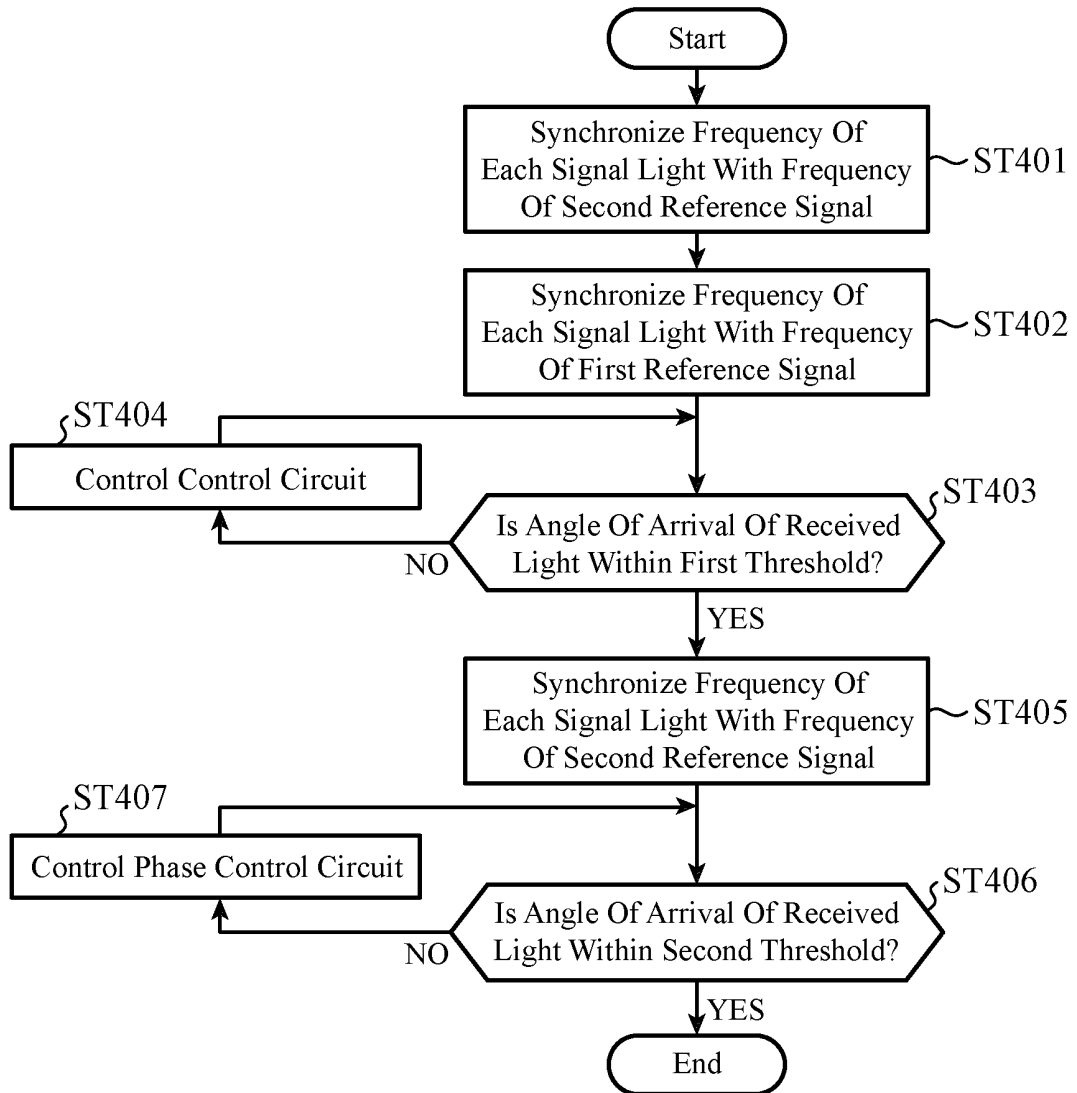 Start
Synchronize Frequency Of
Each Signal Light With Frequency
Of Second Reference Signal
ST401
Synchronize Frequency Of
Each Signal Light With Frequency
Of First Reference Signal
ST402
ST404
Control Control Circuit
ST403
Is Angle Of Arrival Of Received
Light Within First Threshold?
NO
YES
Synchronize Frequency Of
Each Signal Light With Frequency
Of Second Reference Signal
ST405
ST407
Control Phase Control Circuit
ST406
Is Angle Of Arrival Of Received
Light Within Second Threshold?
NO
YES
End